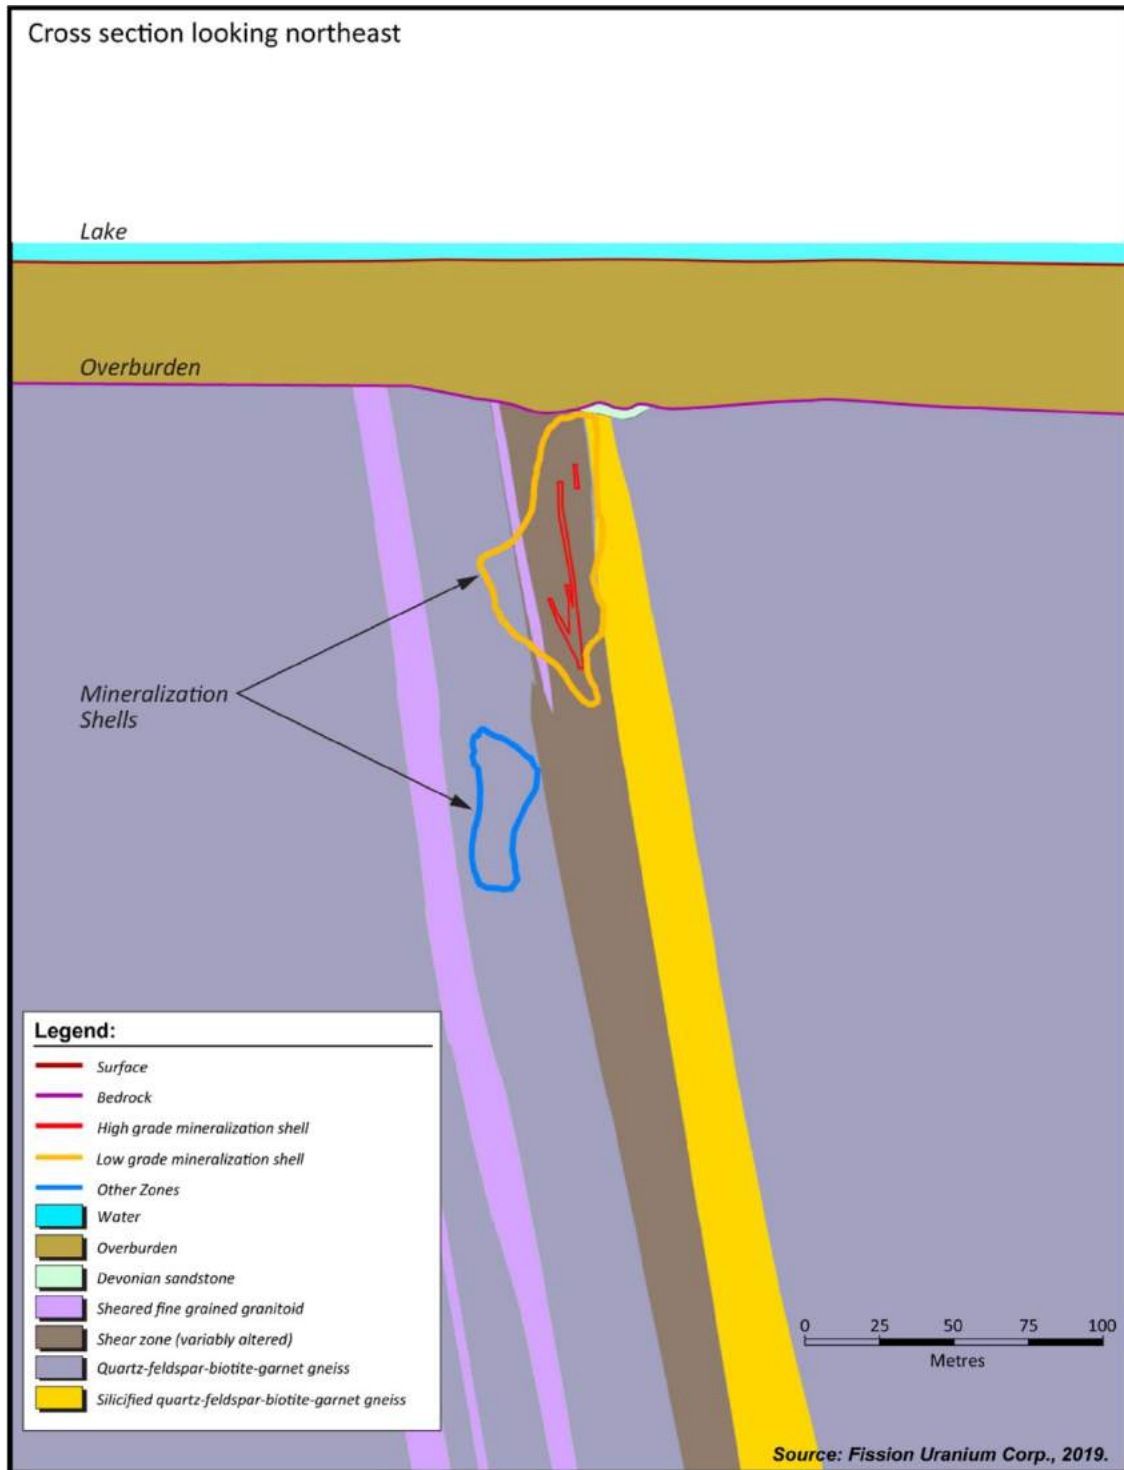 Cross section looking northeast
Lake
Overburden
Mineralization
Shells
Legend:
Surface
Bedrock
High grade mineralization shell
Low grade mineralization shell
Other Zones
Water
Overburden
Devonian sandstone
Sheared fine grained granitoid
Shear zone (variably altered)
Quartz-feldspar-biotite-garnet gneiss
Silicified quartz-feldspar-biotite-garnet gneiss
0 25 50 75 100
Metres
Source: Fission Uranium Corp., 2019.